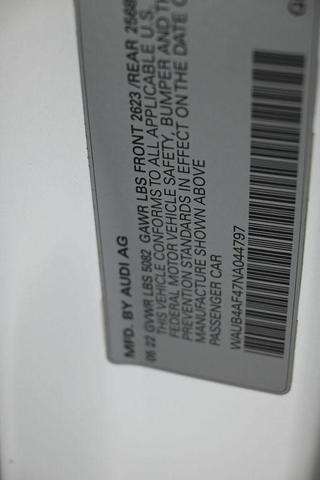 MFD. BY AUDI AG
05 22 GVWR LBS 5082 GAWR LBS FRONT 2623 /REAR 2568
THIS VEHICLE CONFORMS TO ALL APPLICABLE U.S.
FEDERAL MOTOR VEHICLE SAFETY, BUMPER AND
PREVENTION STANDARDS IN EFFECT ON THE DATE
MANUFACTURE SHOWN ABOVE
PASSENGER CAR
WAUB4AF47NA044797